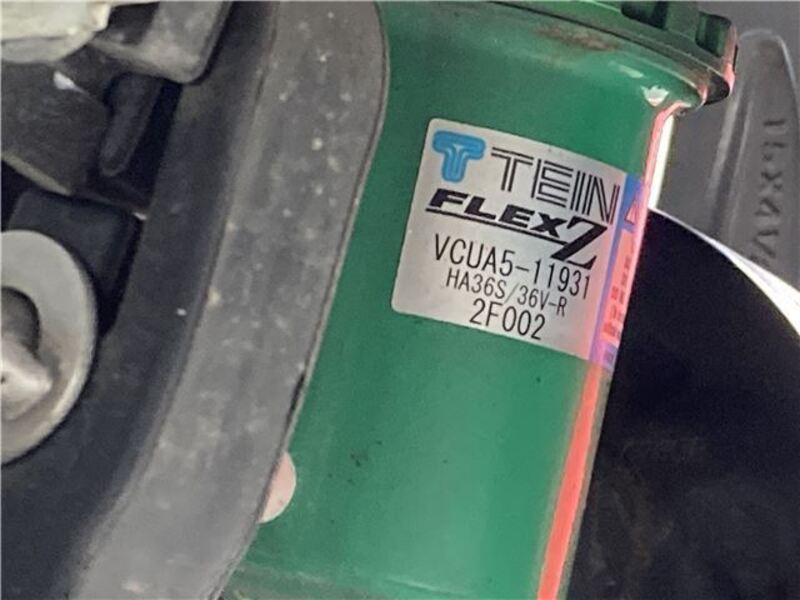 TEIN
FLEX Z
VCUA5-11931
HA36S/36V-R
2F002